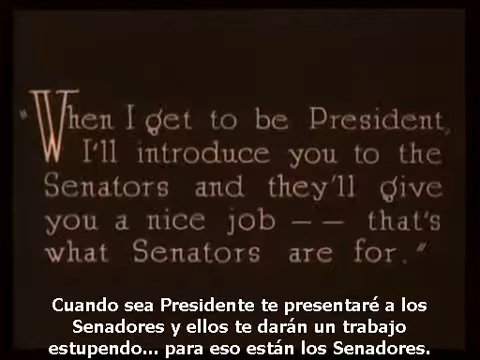 "When I get to be President,
I'll introduce you to the
Senators and they'll give
you a nice job -- that's
what Senators are for."
Cuando sea Presidente te presentaré a los
Senadores y ellos te darán un trabajo
estupendo... para eso están los Senadores.